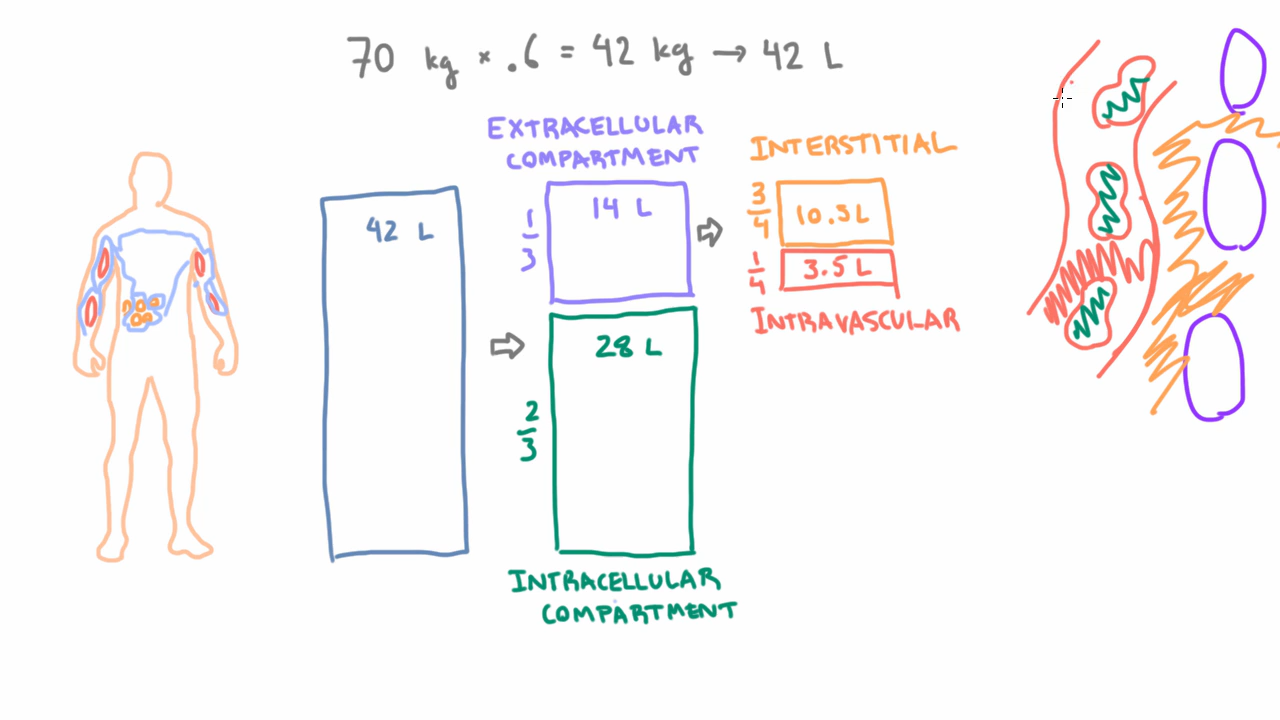 70 kg × .6 = 42 kg → 42 L
EXTRACELLULAR
COMPARTMENT
INTERSTITIAL
42 L
1/3
14 L
3/4
10.5L
1/4
3.5 L
INTRAVASCULAR
28 L
2/3
INTRACELLULAR
COMPARTMENT